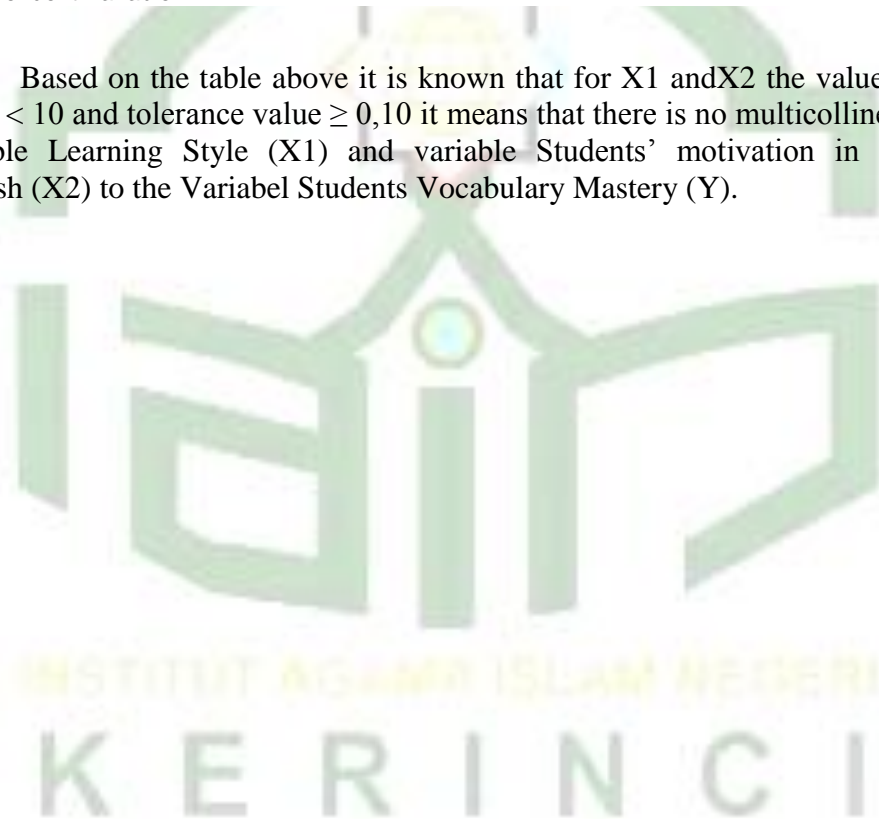 Based on the table above it is known that for X1 andX2 the value
< 10 and tolerance value ≥ 0,10 it means that there is no multicolline
ble Learning Style (X1) and variable Students’ motivation in
sh (X2) to the Variabel Students Vocabulary Mastery (Y).
INSTITUT AGAMA ISLAM NEGERI
KERINCI